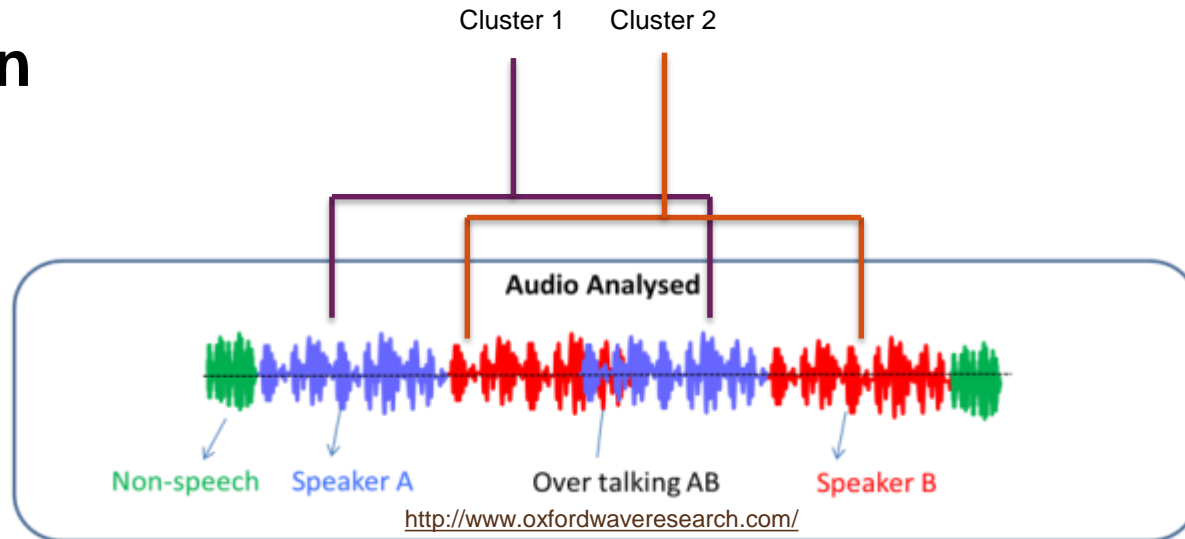 Cluster 1 Cluster 2
n
Audio Analysed
Non-speech Speaker A Over talking AB Speaker B
http://www.oxfordwaveresearch.com/